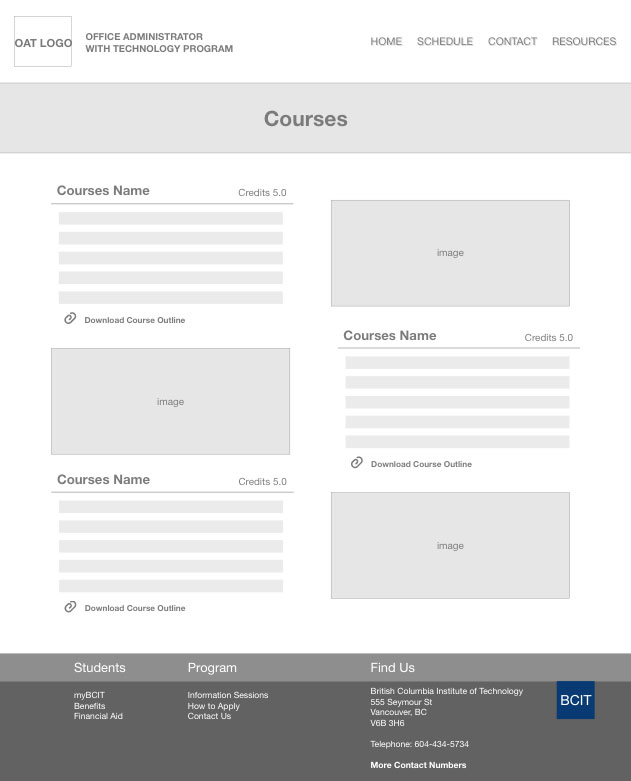 OAT LOGO
OFFICE ADMINISTRATOR
WITH TECHNOLOGY PROGRAM
HOME SCHEDULE CONTACT RESOURCES
Courses
Courses Name Credits 5.0
Download Course Outline
image
image
Courses Name Credits 5.0
Download Course Outline
Courses Name Credits 5.0
Download Course Outline
image
Students
myBCIT
Benefits
Financial Aid
Program
Information Sessions
How to Apply
Contact Us
Find Us
British Columbia Institute of Technology
555 Seymour St
Vancouver, BC
V6B 3H6
Telephone: 604-434-5734
More Contact Numbers
BCIT